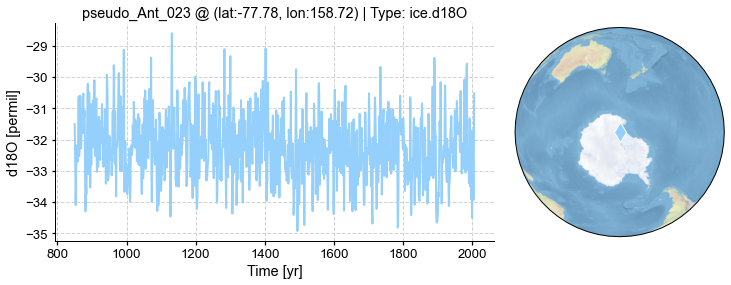 pseudo_Ant_023 @ (lat:-77.78, lon:158.72) | Type: ice.d18O
d18O [permil]
−29
−30
−31
−32
−33
−34
−35
800 1000 1200 1400 1600 1800 2000
Time [yr]